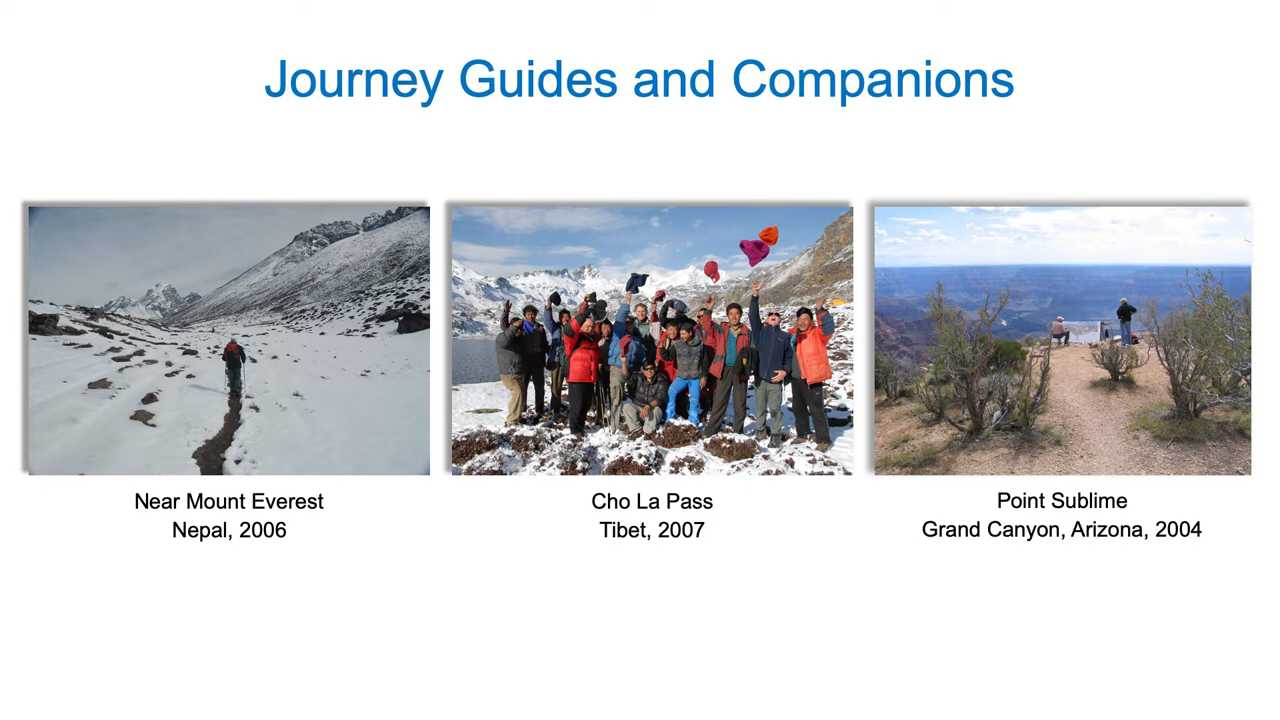 Journey Guides and Companions
Near Mount Everest
Nepal, 2006
Cho La Pass
Tibet, 2007
Point Sublime
Grand Canyon, Arizona, 2004